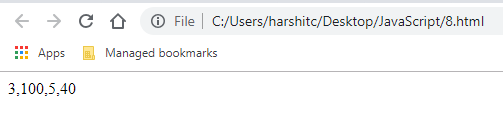 File | C:/Users/harshitc/Desktop/JavaScript/8.html
Apps Managed bookmarks
3,100,5,40